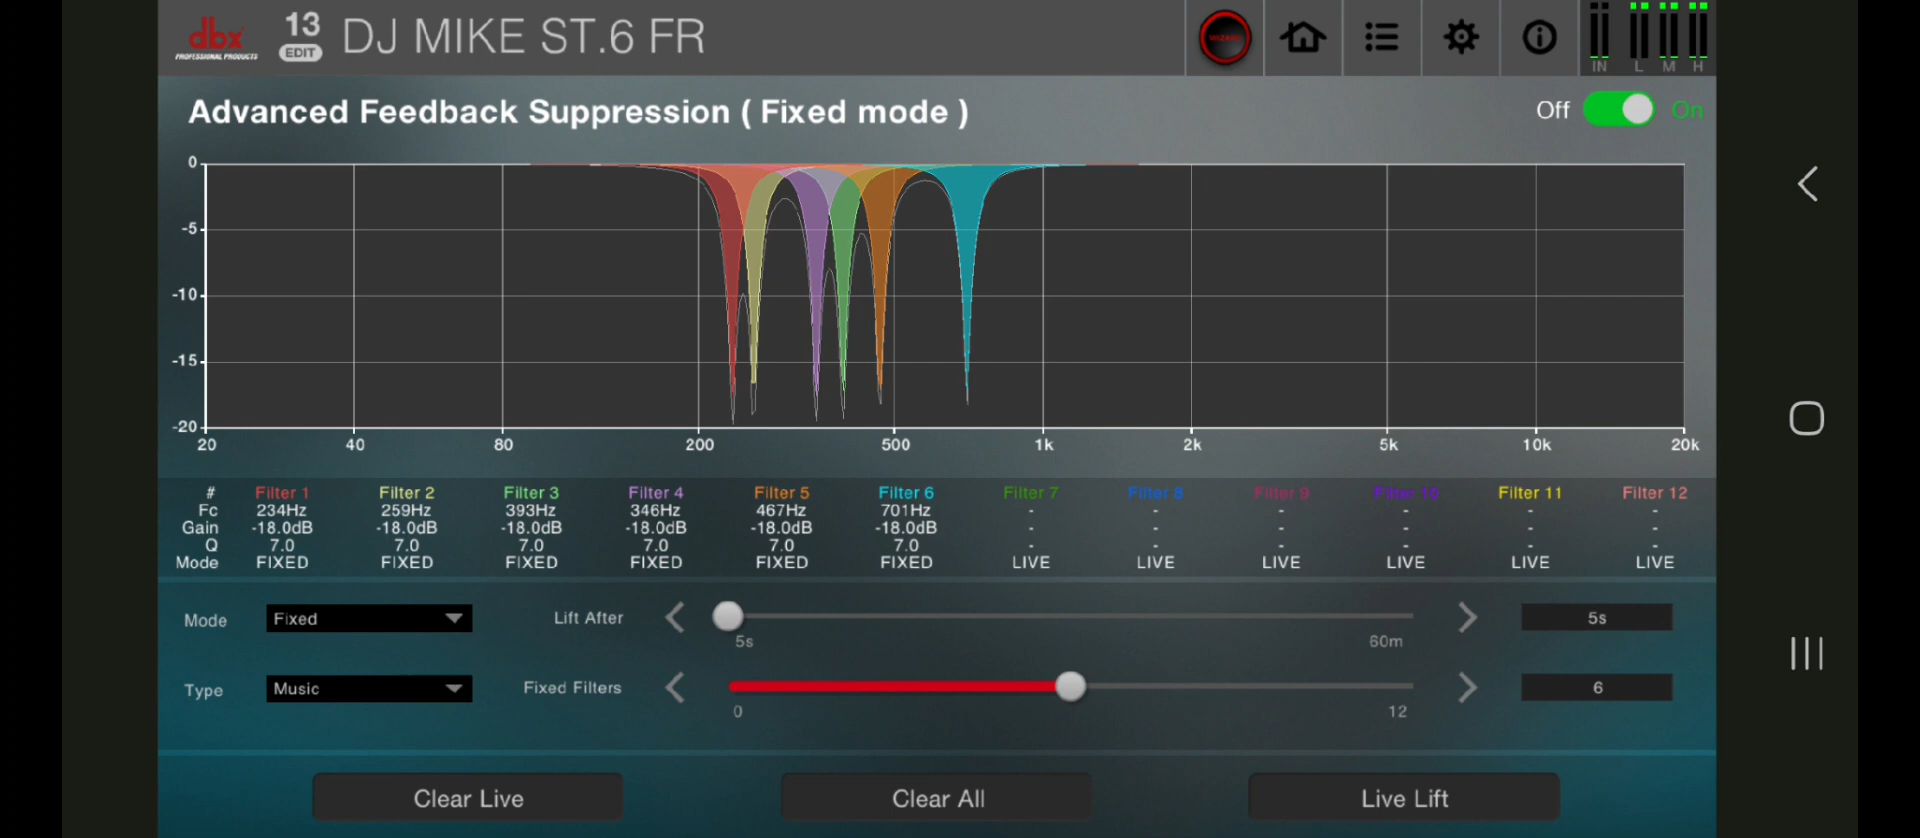 dbx
PROFESSIONAL PRODUCTS
13
EDIT
DJ MIKE ST.6 FR
WIZARD
IN L M H
Advanced Feedback Suppression ( Fixed mode )
Off On
0
-5
-10
-15
-20
20 40 80 200 500 1k 2k 5k 10k 20k
# Filter 1 Filter 2 Filter 3 Filter 4 Filter 5 Filter 6 Filter 7 Filter 8 Filter 9 Filter 10 Filter 11 Filter 12
Fc 234Hz 259Hz 393Hz 346Hz 467Hz 701Hz - - - - - -
Gain -18.0dB -18.0dB -18.0dB -18.0dB -18.0dB -18.0dB - - - - - -
Q 7.0 7.0 7.0 7.0 7.0 7.0 - - - - - -
Mode FIXED FIXED FIXED FIXED FIXED FIXED LIVE LIVE LIVE LIVE LIVE LIVE
Mode Fixed Lift After 5s
5s 60m
Type Music Fixed Filters 6
0 12
Clear Live Clear All Live Lift